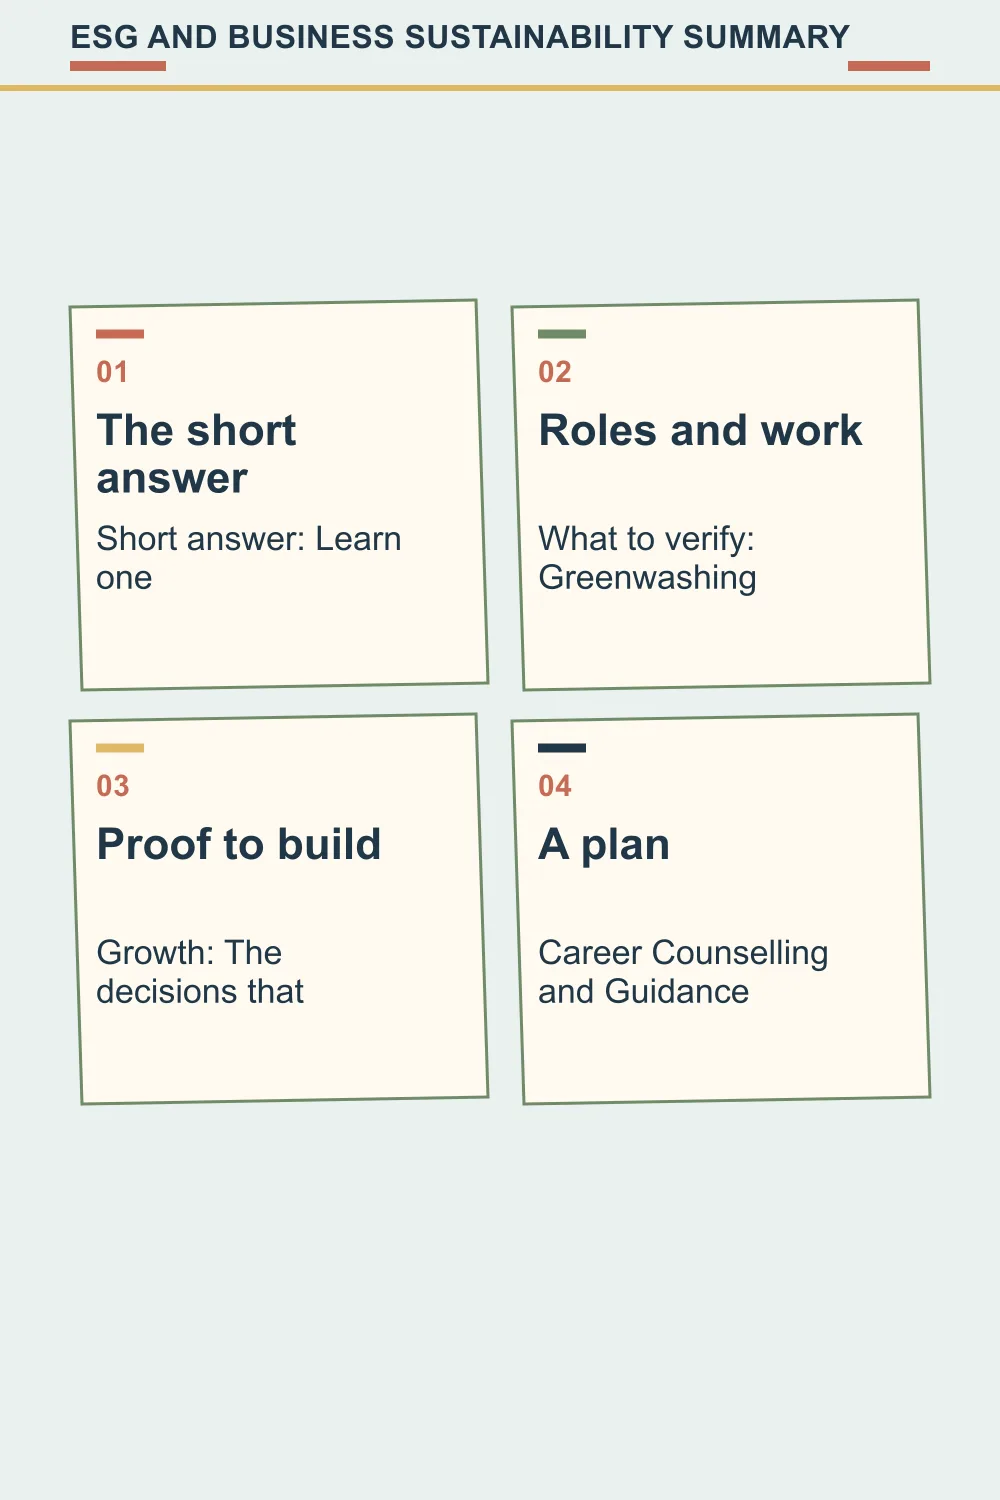 ESG AND BUSINESS SUSTAINABILITY SUMMARY
01
The short
answer
Short answer: Learn
one
02
Roles and work
What to verify:
Greenwashing
03
Proof to build
Growth: The
decisions that
04
A plan
Career Counselling
and Guidance